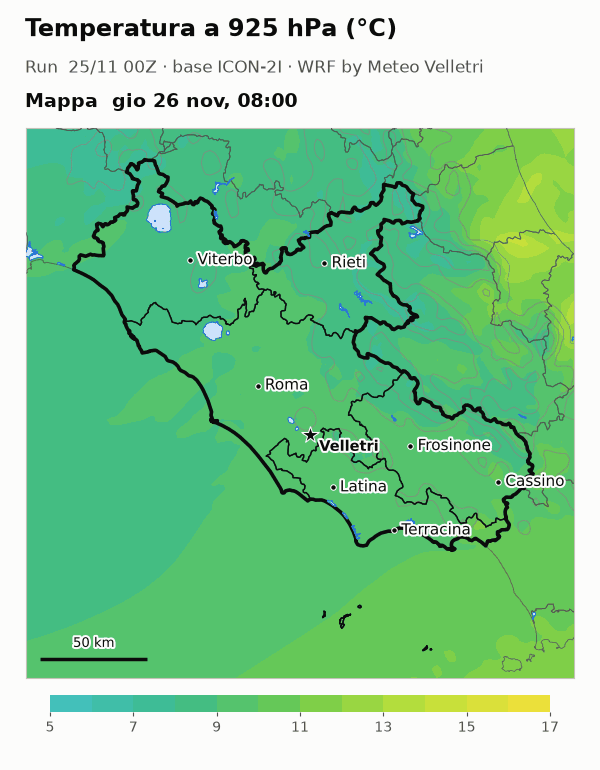 Temperatura a 925 hPa (°C)
Run  25/11 00Z · base ICON-2I · WRF by Meteo Velletri
Mappa  gio 26 nov, 08:00
Viterbo
Rieti
Roma
Velletri
Frosinone
Latina
Cassino
Terracina
50 km
5 7 9 11 13 15 17